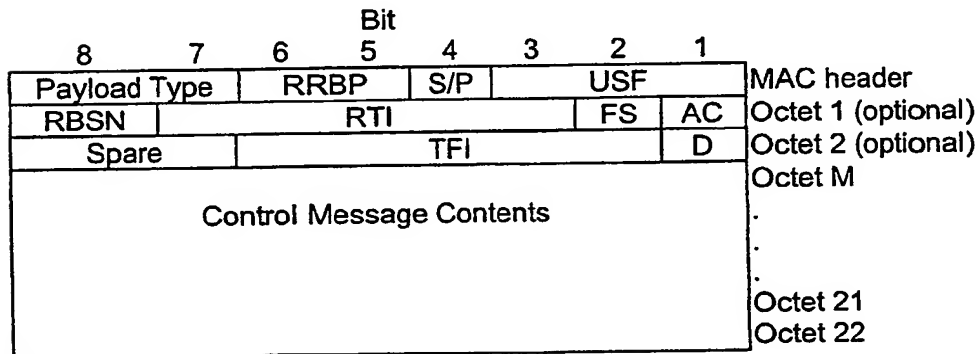 Bit
8 7 6 5 4 3 2 1
Payload Type RRBP S/P USF MAC header
RBSN RTI FS AC Octet 1 (optional)
Spare TFI D Octet 2 (optional)
Octet M
Control Message Contents
.
.
.
Octet 21
Octet 22